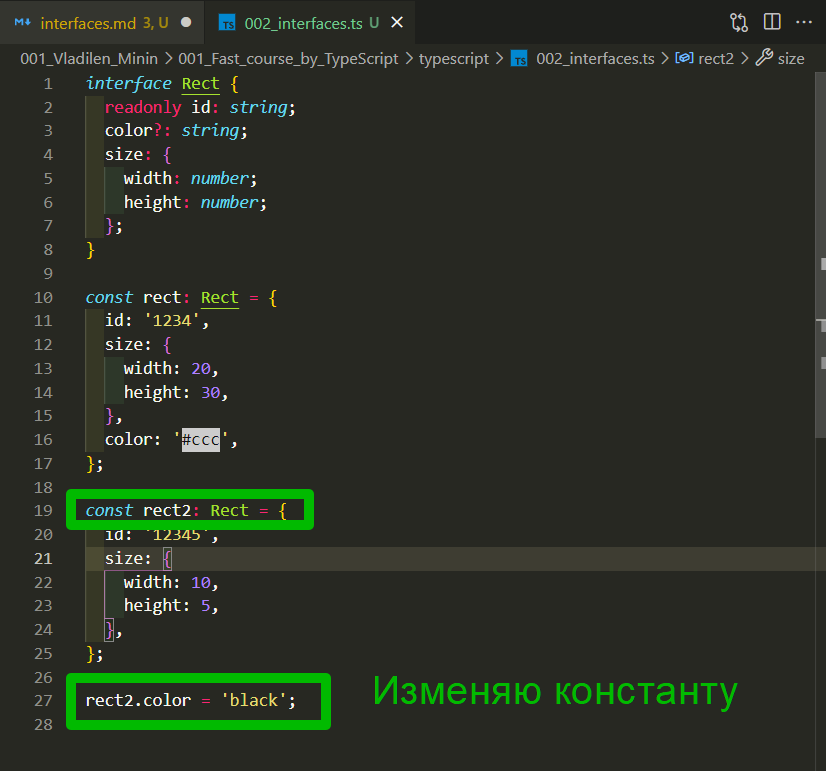 interfaces.md 3, U
002_interfaces.ts U
001_Vladilen_Minin > 001_Fast_course_by_TypeScript > typescript > TS 002_interfaces.ts > rect2 > size
1 interface Rect {
2 readonly id: string;
3 color?: string;
4 size: {
5 width: number;
6 height: number;
7 };
8 }
9
10 const rect: Rect = {
11 id: '1234',
12 size: {
13 width: 20,
14 height: 30,
15 },
16 color: '#ccc',
17 };
18
19 const rect2: Rect = {
20 id: '12345',
21 size: {
22 width: 10,
23 height: 5,
24 },
25 };
26
27 rect2.color = 'black';
Изменяю константу
28